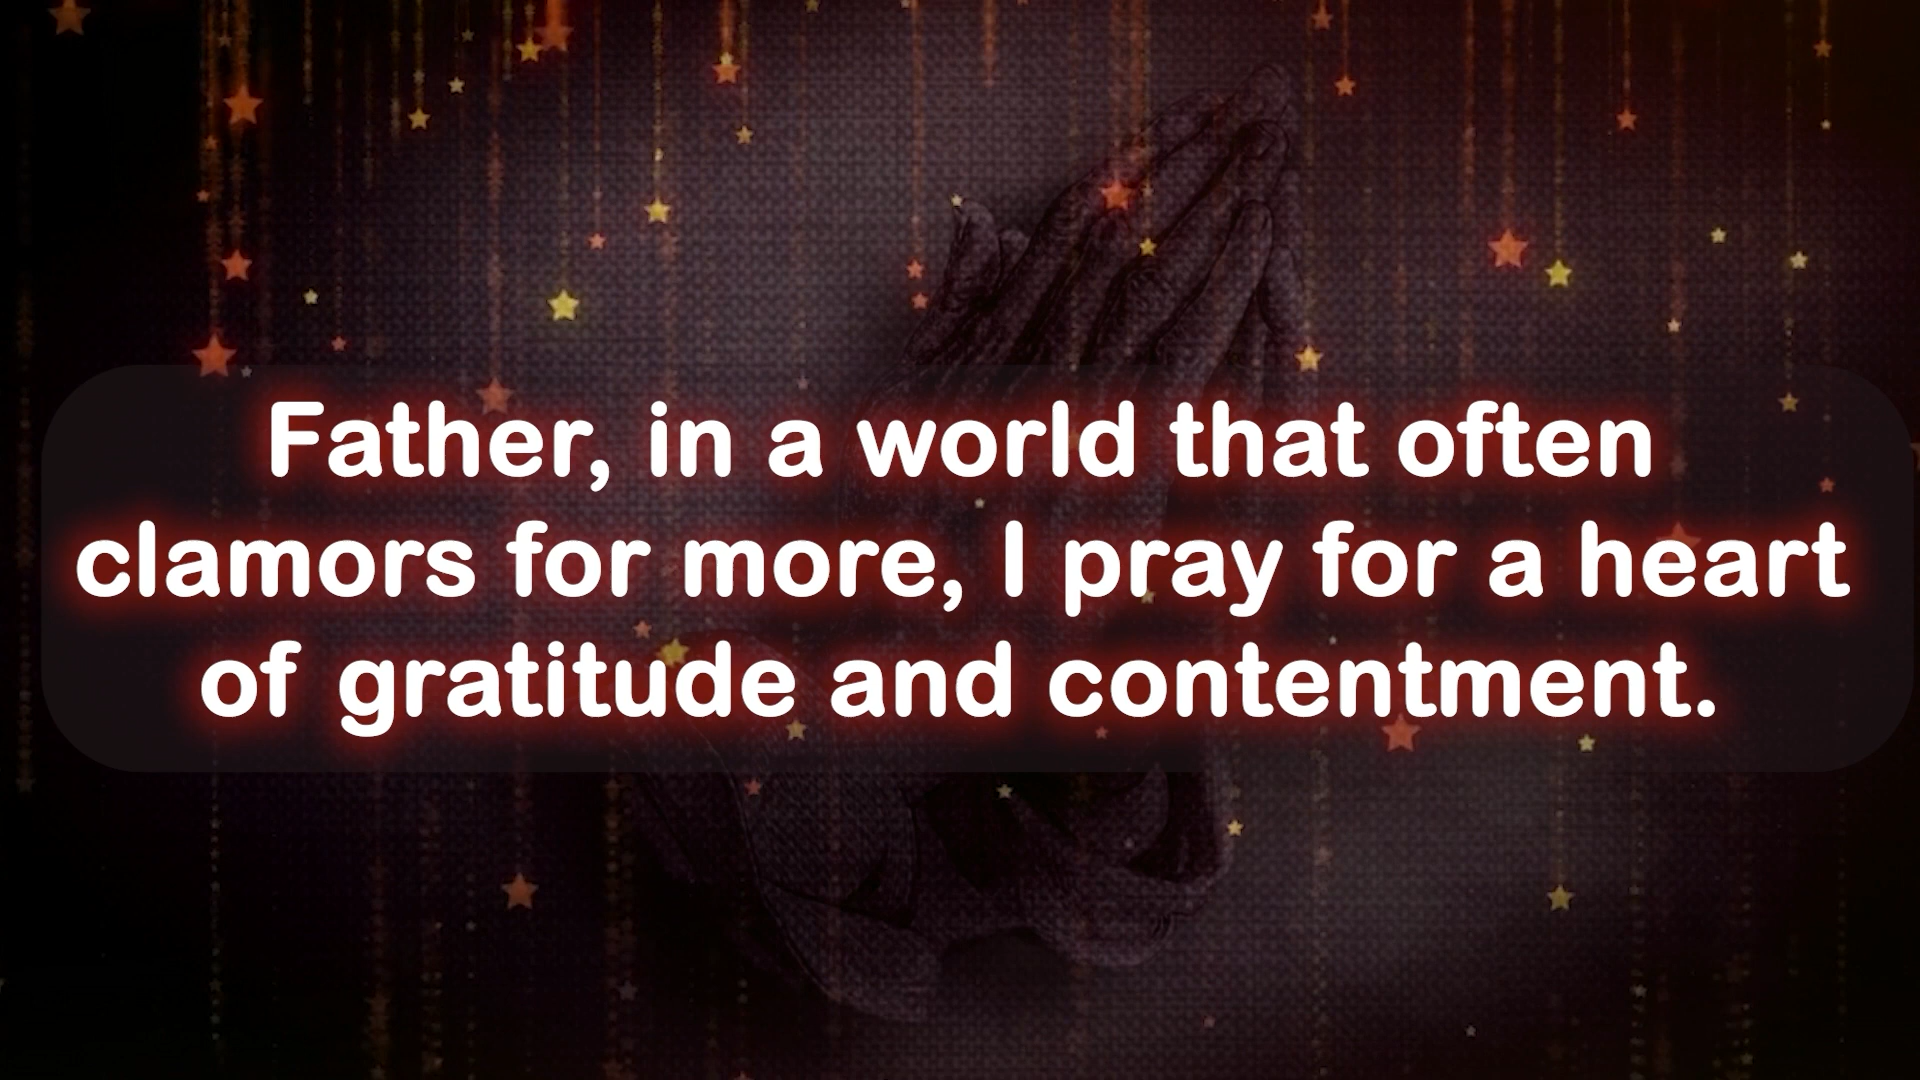 Father, in a world that often
clamors for more, I pray for a heart
of gratitude and contentment.